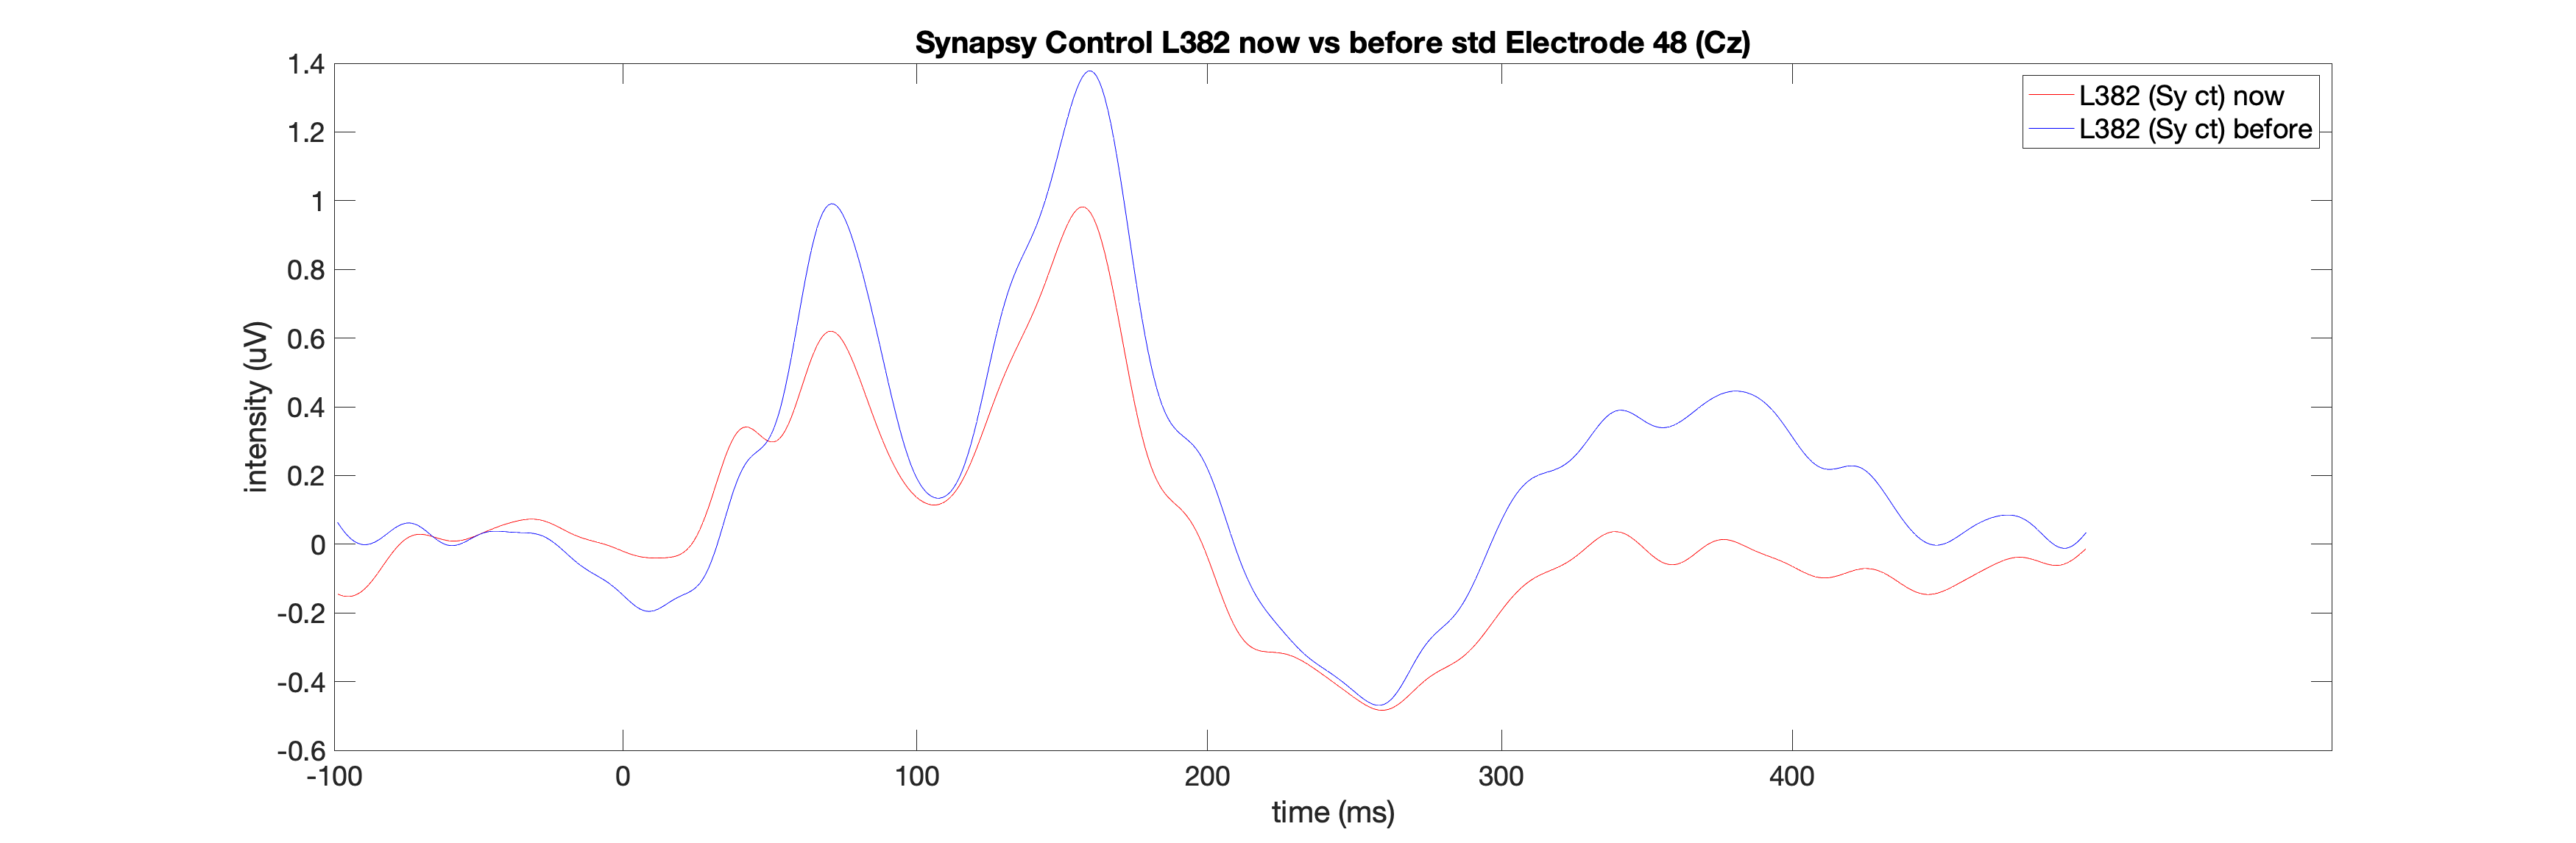 Synapsy Control L382 now vs before std Electrode 48 (Cz)
1.4
1.2
1
0.8
0.6
0.4
0.2
0
-0.2
-0.4
-0.6
intensity (uV)
L382 (Sy ct) now
L382 (Sy ct) before
-100 0 100 200 300 400
time (ms)